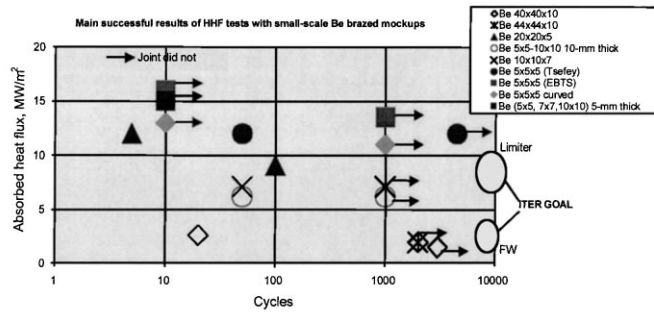 Main successful results of HHF tests with small-scale Be brazed mockups
Be 40x40x10
Be 44x44x10
Be 20x20x5
Be 5x5-10x10 10-mm thick
Be 10x10x7
Be 5x5x5 (Tsefey)
Be 5x5x5 (EBTS)
Be 5x5x5 curved
Be (5x5, 7x7,10x10) 5-mm thick
Joint did not
Absorbed heat flux, MW/m²
20
15
10
5
0
Limiter
ITER GOAL
FW
1
10
100
1000
10000
Cycles